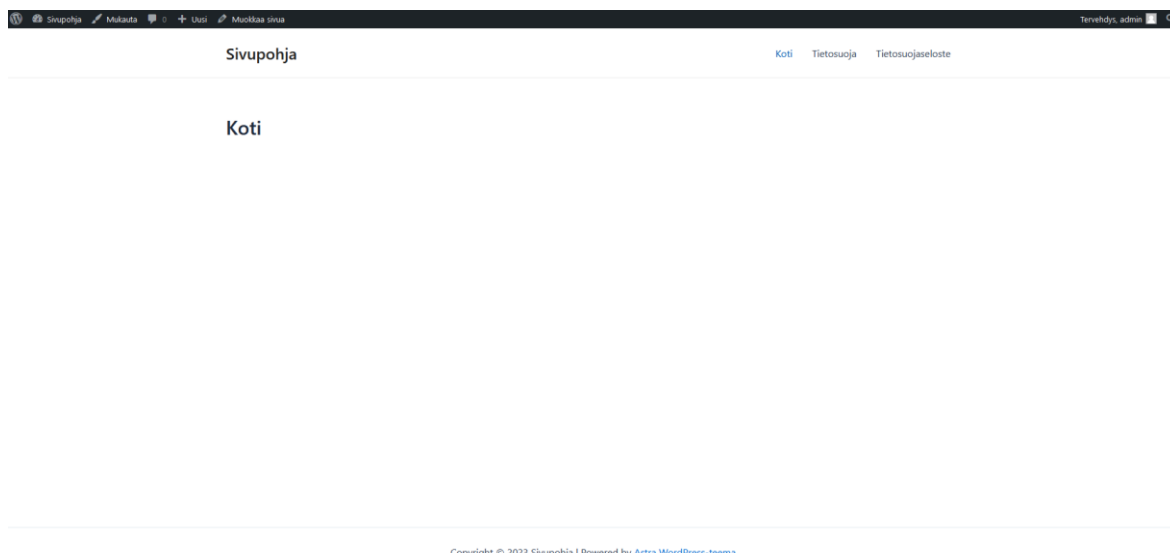 Sivupohja Mukauta 0 + Uusi Muokkaa sivua Tervehdys, admin
Sivupohja Koti Tietosuoja Tietosuojaseloste
Koti
Copyright © 2023 Sivupohja | Powered by Astra WordPress-teema